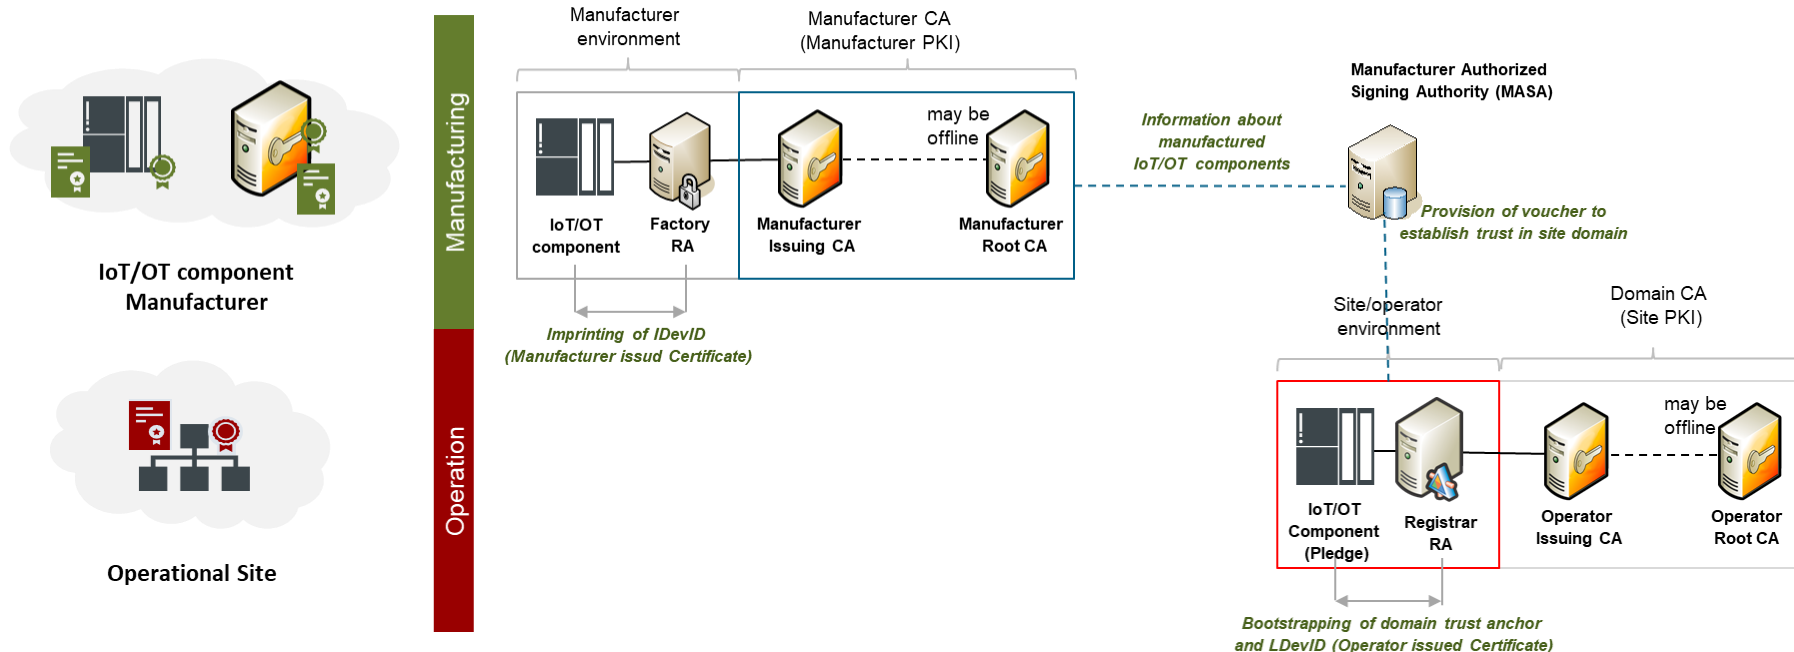 Manufacturer
environment
Manufacturer CA
(Manufacturer PKI)
Manufacturing
may be
offline
IoT/OT
component
Factory
RA
Manufacturer
Issuing CA
Manufacturer
Root CA
Information about
manufactured
IoT/OT components
Manufacturer Authorized
Signing Authority (MASA)
Provision of voucher to
establish trust in site domain
IoT/OT component
Manufacturer
Imprinting of IDevID
(Manufacturer issud Certificate)
Operation
Site/operator
environment
Domain CA
(Site PKI)
may be
offline
IoT/OT
Component
(Pledge)
Registrar
RA
Operator
Issuing CA
Operator
Root CA
Operational Site
Bootstrapping of domain trust anchor
and LDevID (Operator issued Certificate)